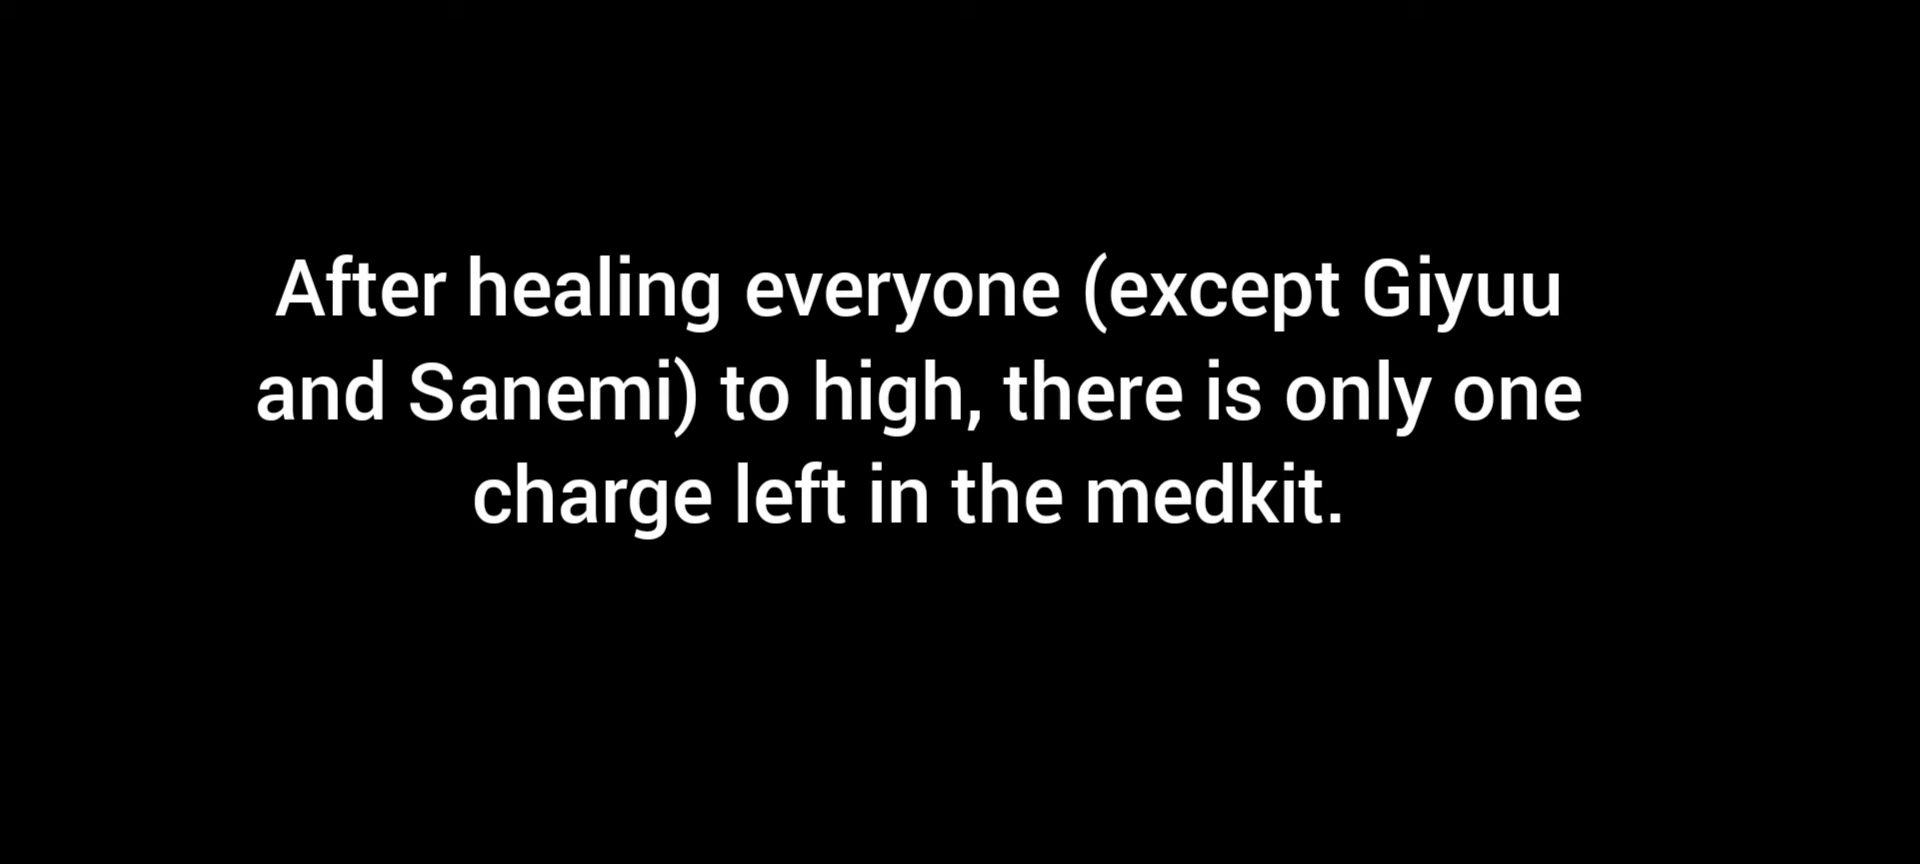 After healing everyone (except Giyuu
and Sanemi) to high, there is only one
charge left in the medkit.